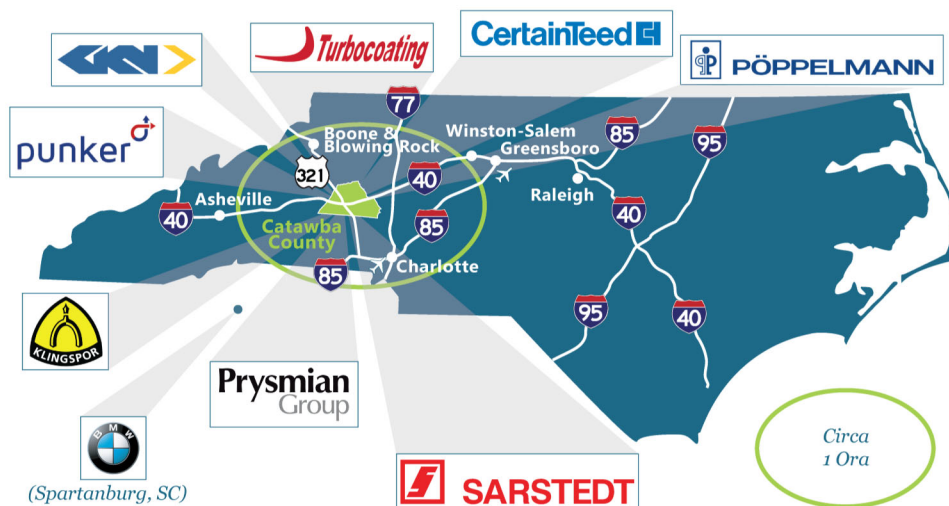 GKN
Turbocoating
CertainTeed
PÖPPELMANN
punker
77
Boone &
Blowing Rock
Winston-Salem
Greensboro
85
95
321
40
Raleigh
Asheville
40
40
Catawba
County
85
Charlotte
85
95
40
KLINGSPOR
Prysmian
Group
BMW
(Spartanburg, SC)
SARSTEDT
Circa
1 Ora